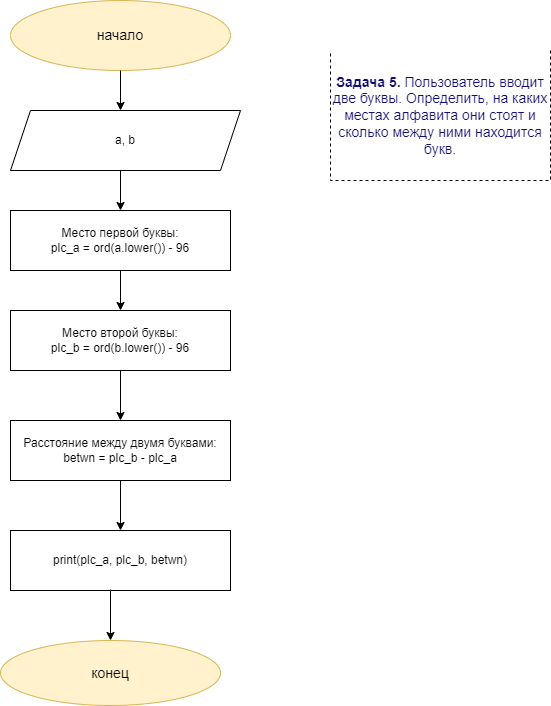 начало
Задача 5. Пользователь вводит
две буквы. Определить, на каких
местах алфавита они стоят и
сколько между ними находится
букв.
a, b
Место первой буквы:
plc_a = ord(a.lower()) - 96
Место второй буквы:
plc_b = ord(b.lower()) - 96
Расстояние между двумя буквами:
betwn = plc_b - plc_a
print(plc_a, plc_b, betwn)
конец